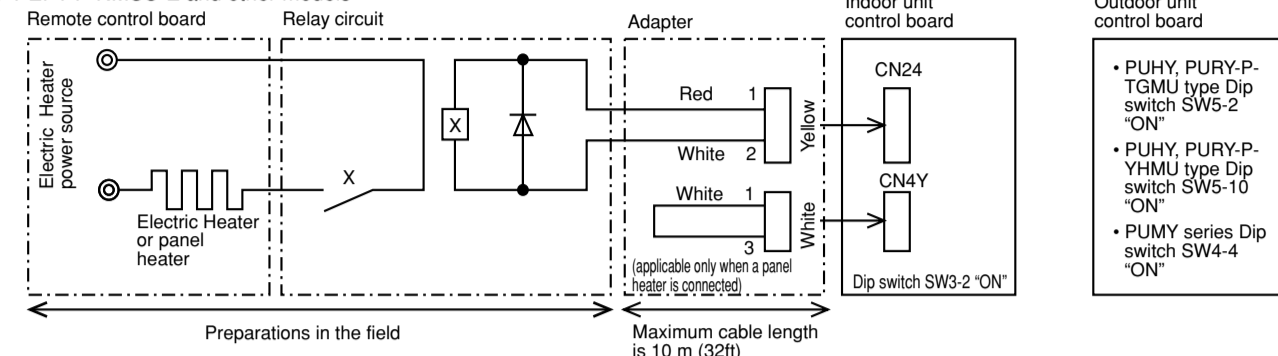 Remote control board
Relay circuit
Adapter
Indoor unit
control board
Outdoor unit
control board
Electric Heater
power source
Electric Heater
or panel
heater
X
X
Red 1
White 2
Yellow
White 1
3
White
(applicable only when a panel
heater is connected)
CN24
CN4Y
Dip switch SW3-2 “ON”
• PUHY, PURY-P-
TGMU type Dip
switch SW5-2
“ON”
• PUHY, PURY-P-
YHMU type Dip
switch SW5-10
“ON”
• PUMY series Dip
switch SW4-4
“ON”
Preparations in the field
Maximum cable length
is 10 m (32ft)